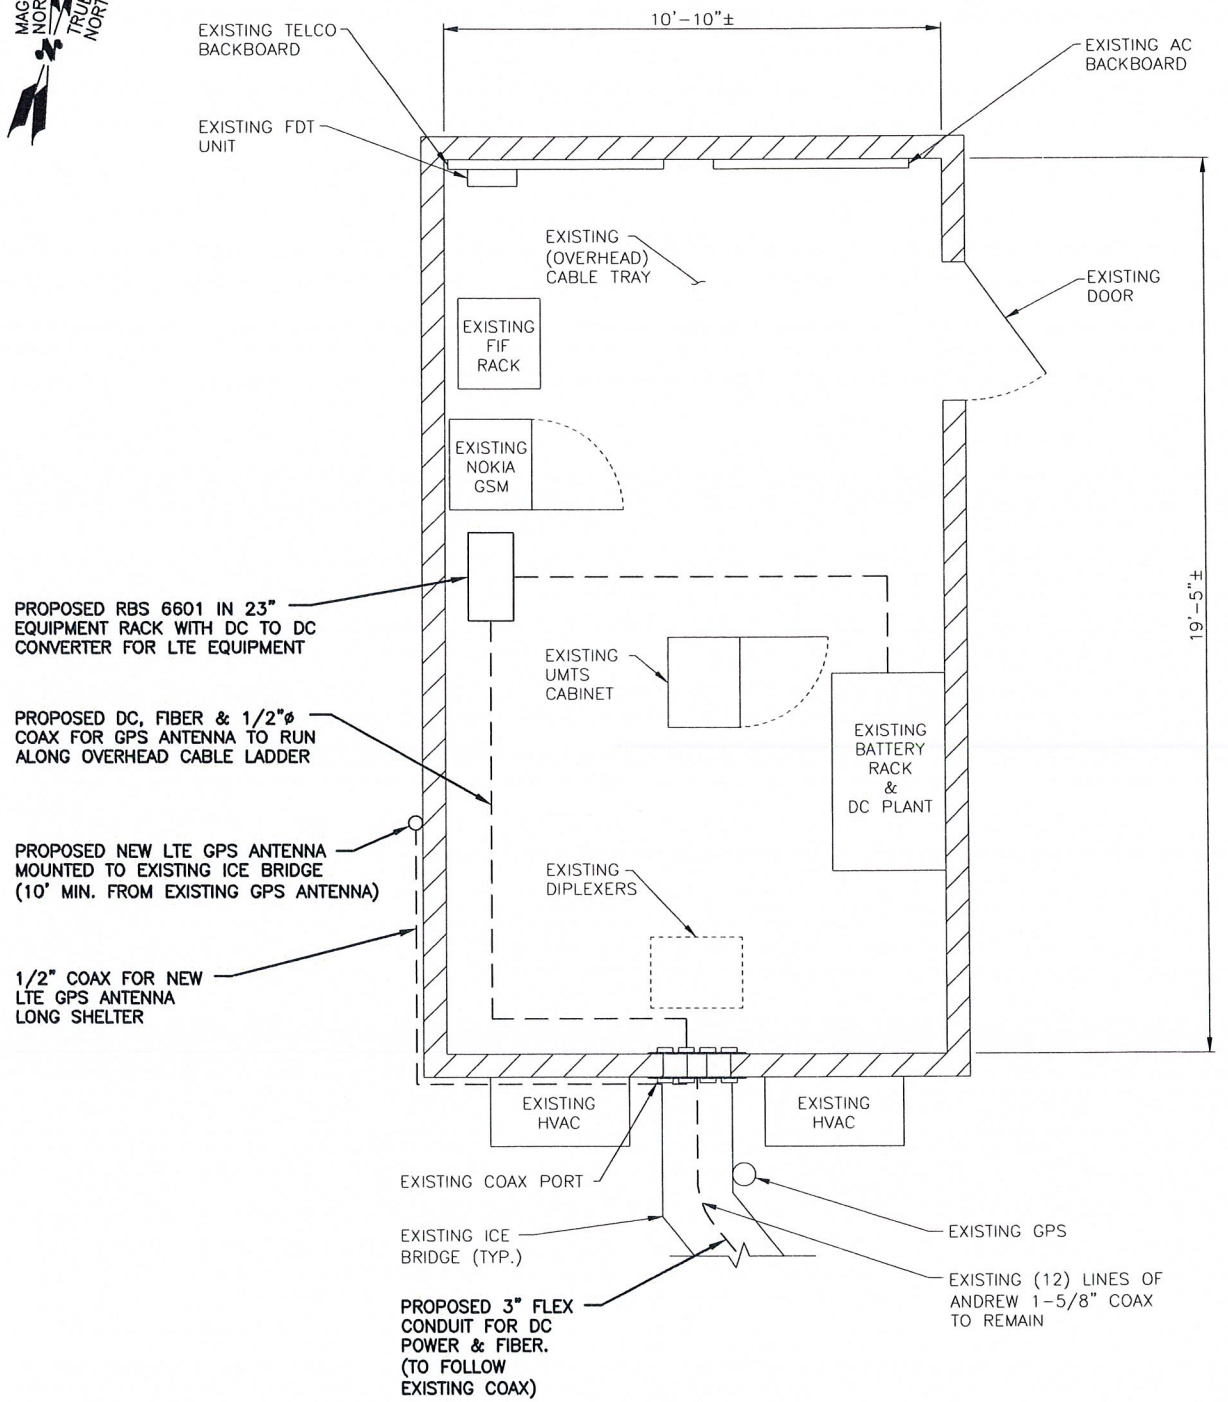 MAG
NOR
TRUE
NORT
N
10'-10"±
EXISTING TELCO
BACKBOARD
EXISTING AC
BACKBOARD
EXISTING FDT
UNIT
EXISTING
(OVERHEAD)
CABLE TRAY
EXISTING
DOOR
EXISTING
FIF
RACK
EXISTING
NOKIA
GSM
19'-5"±
PROPOSED RBS 6601 IN 23"
EQUIPMENT RACK WITH DC TO DC
CONVERTER FOR LTE EQUIPMENT
EXISTING
UMTS
CABINET
PROPOSED DC, FIBER & 1/2"ø
COAX FOR GPS ANTENNA TO RUN
ALONG OVERHEAD CABLE LADDER
EXISTING
BATTERY
RACK
&
DC PLANT
PROPOSED NEW LTE GPS ANTENNA
MOUNTED TO EXISTING ICE BRIDGE
(10' MIN. FROM EXISTING GPS ANTENNA)
EXISTING
DIPLEXERS
1/2" COAX FOR NEW
LTE GPS ANTENNA
LONG SHELTER
EXISTING
HVAC
EXISTING
HVAC
EXISTING COAX PORT
EXISTING ICE
BRIDGE (TYP.)
EXISTING GPS
EXISTING (12) LINES OF
ANDREW 1-5/8" COAX
TO REMAIN
PROPOSED 3" FLEX
CONDUIT FOR DC
POWER & FIBER.
(TO FOLLOW
EXISTING COAX)